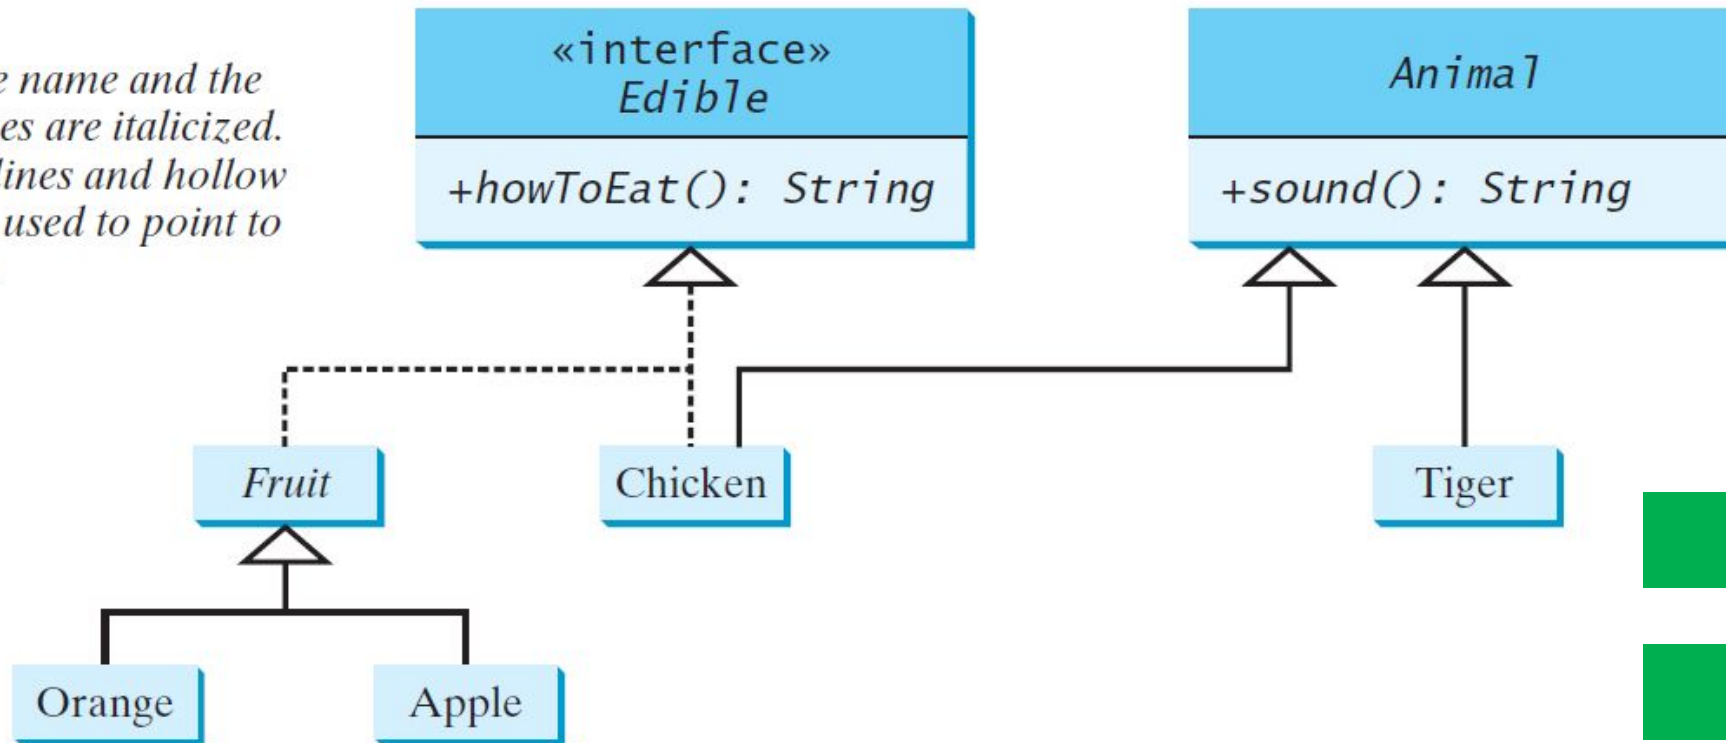 name and the
are italicized.
lines and hollow
used to point to
«interface»
Edible
+howToEat(): String
Animal
+sound(): String
Fruit
Chicken
Tiger
Orange
Apple